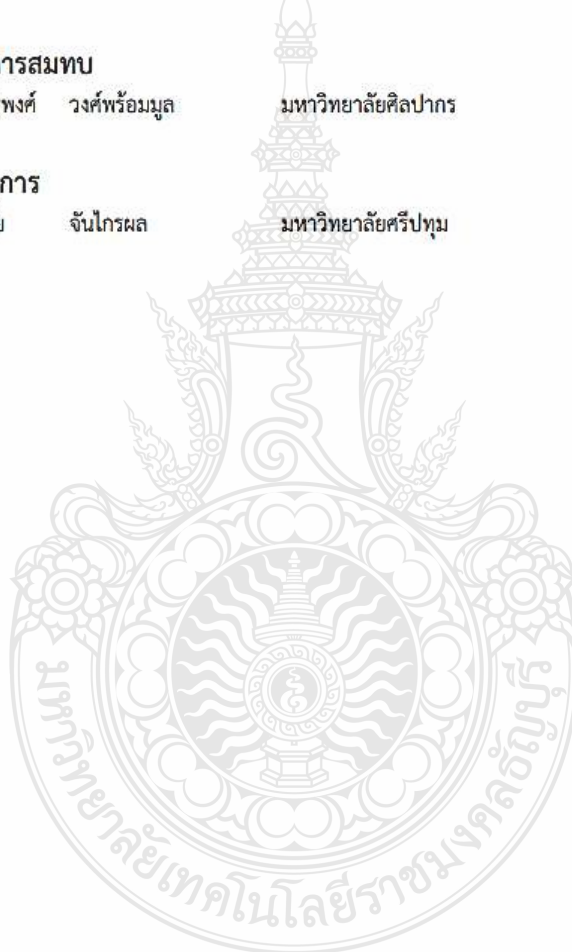 ารสมทบ
พงศ์ วงศ์พร้อมมูล มหาวิทยาลัยศิลปากร
การ
ย จันไกรผล มหาวิทยาลัยศรีปทุม
มหาวิทยาลัยเทคโนโลยีราชมงคลธัญบุรี